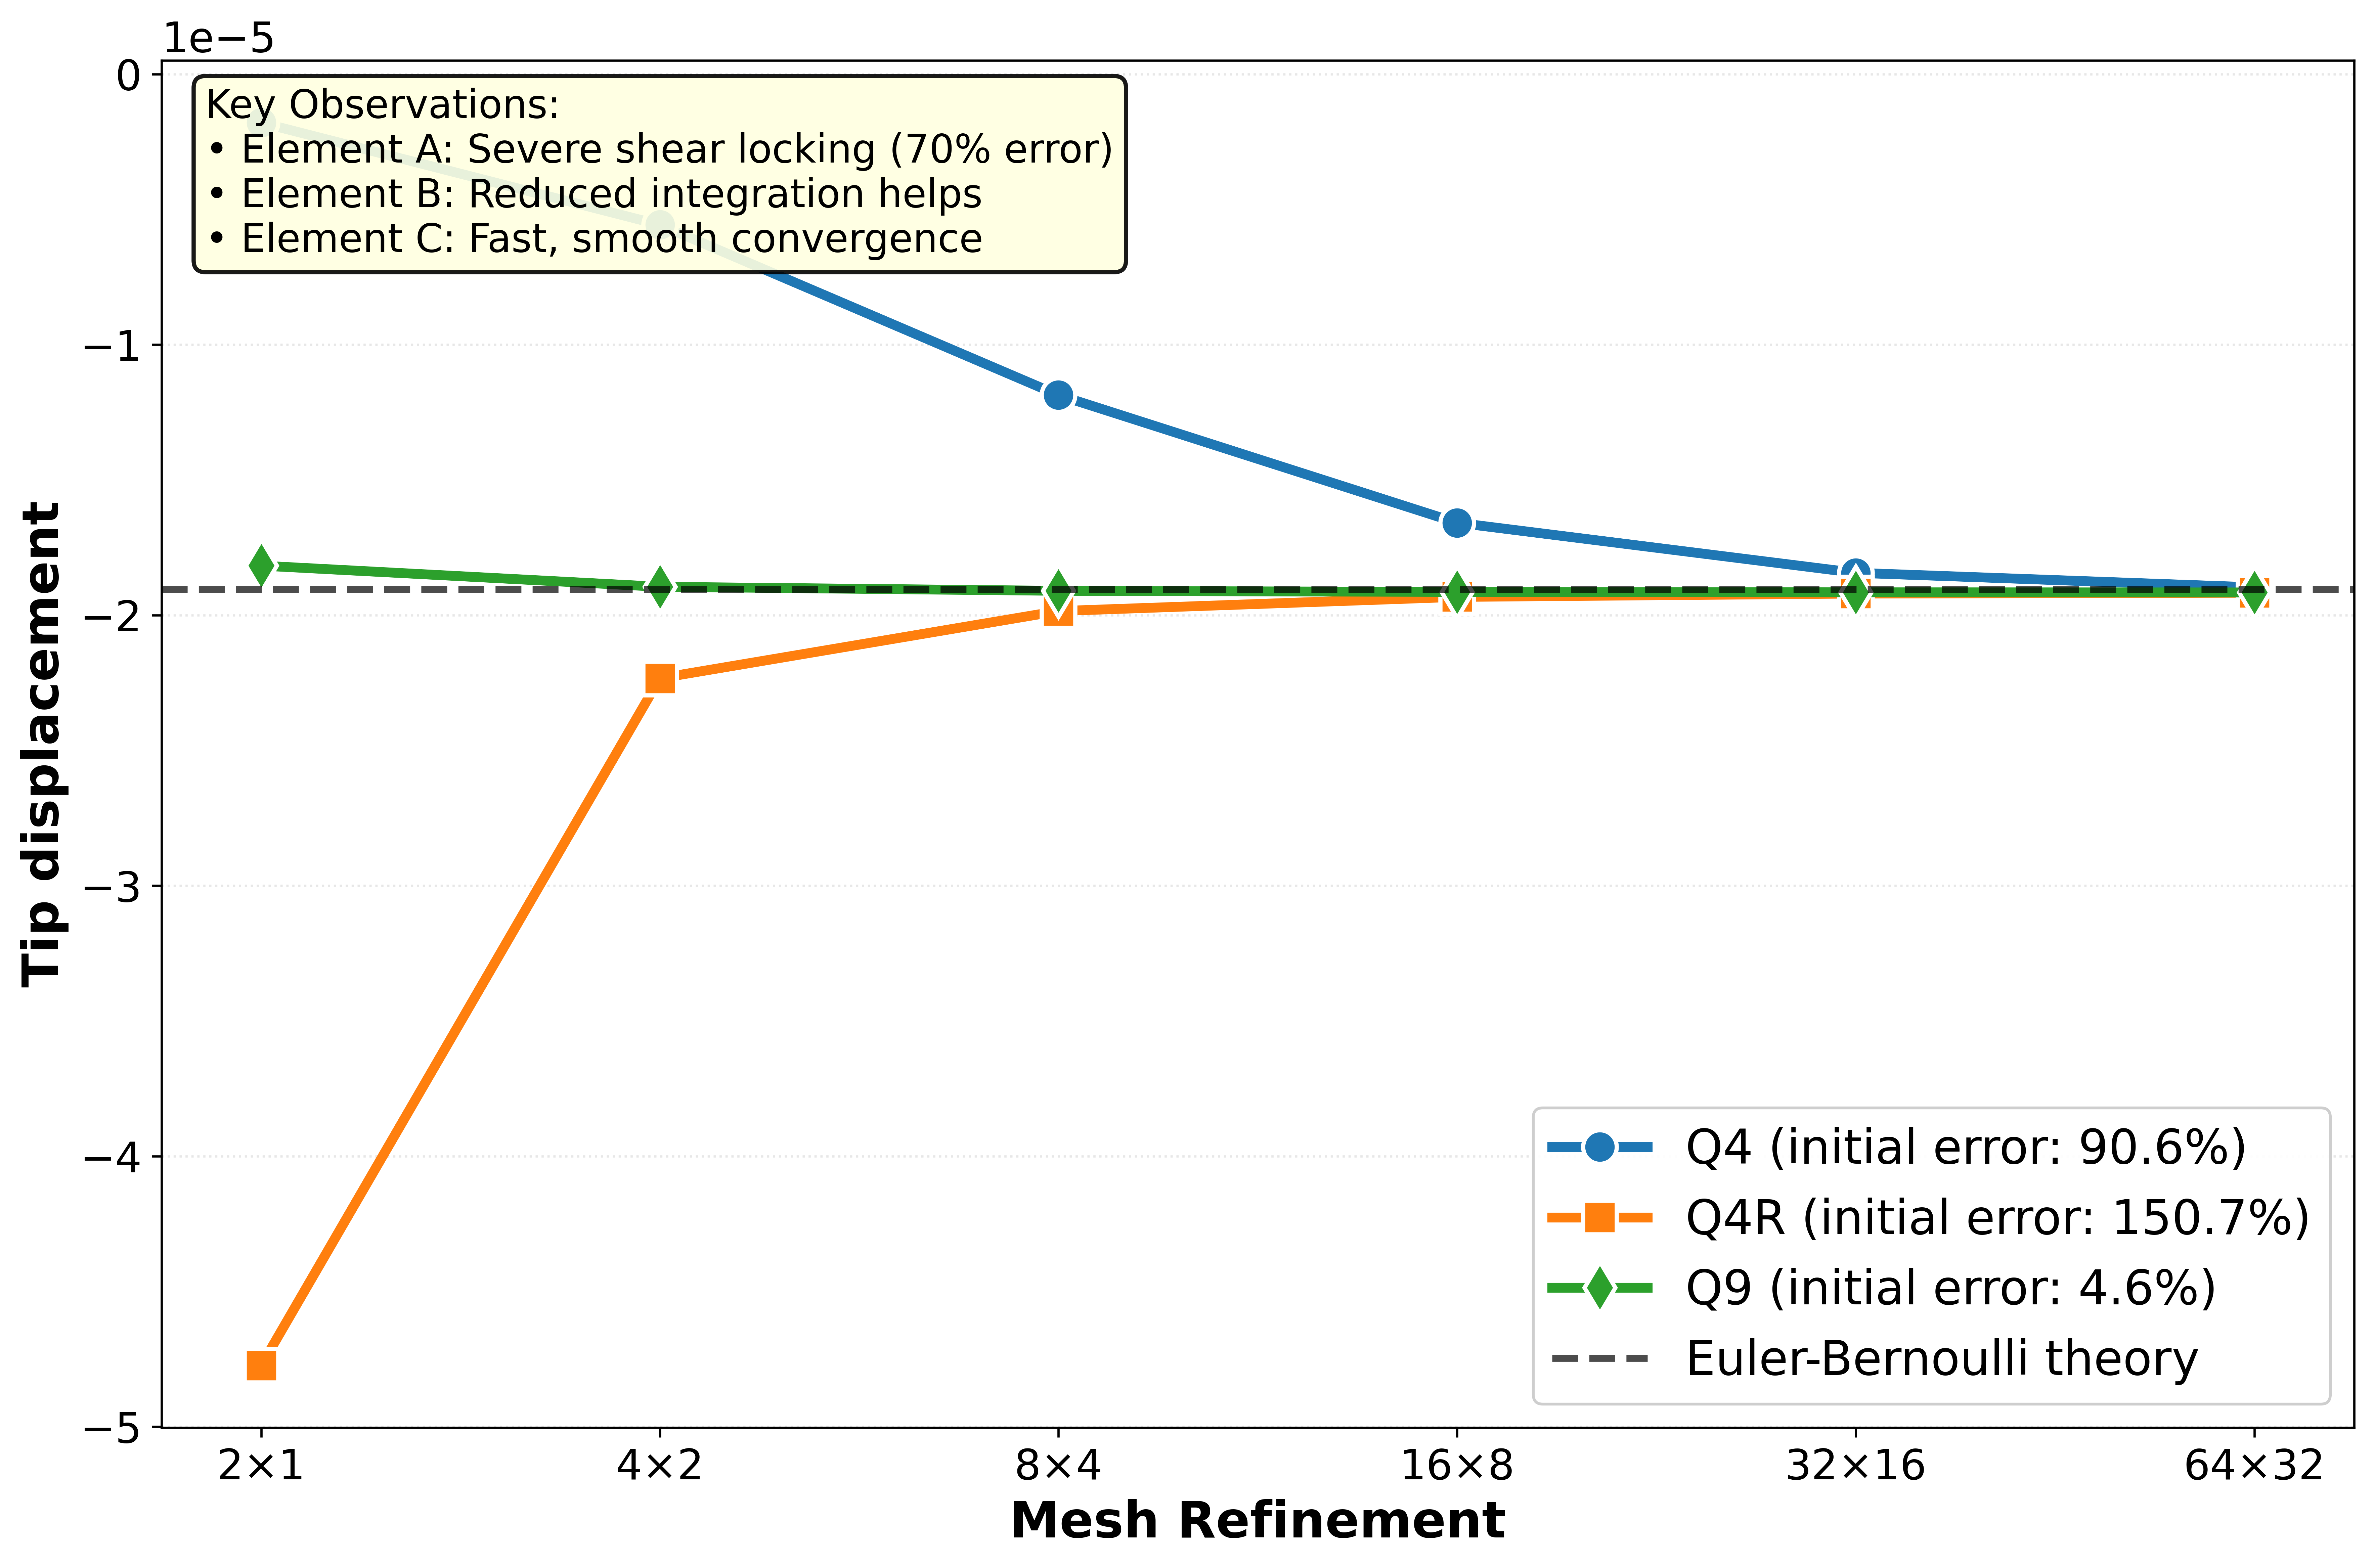 1e−5
0
Key Observations:
• Element A: Severe shear locking (70% error)
• Element B: Reduced integration helps
• Element C: Fast, smooth convergence
−1
−2
−3
−4
−5
Tip displacement
Q4 (initial error: 90.6%)
Q4R (initial error: 150.7%)
Q9 (initial error: 4.6%)
Euler-Bernoulli theory
2×1 4×2 8×4 16×8 32×16 64×32
Mesh Refinement